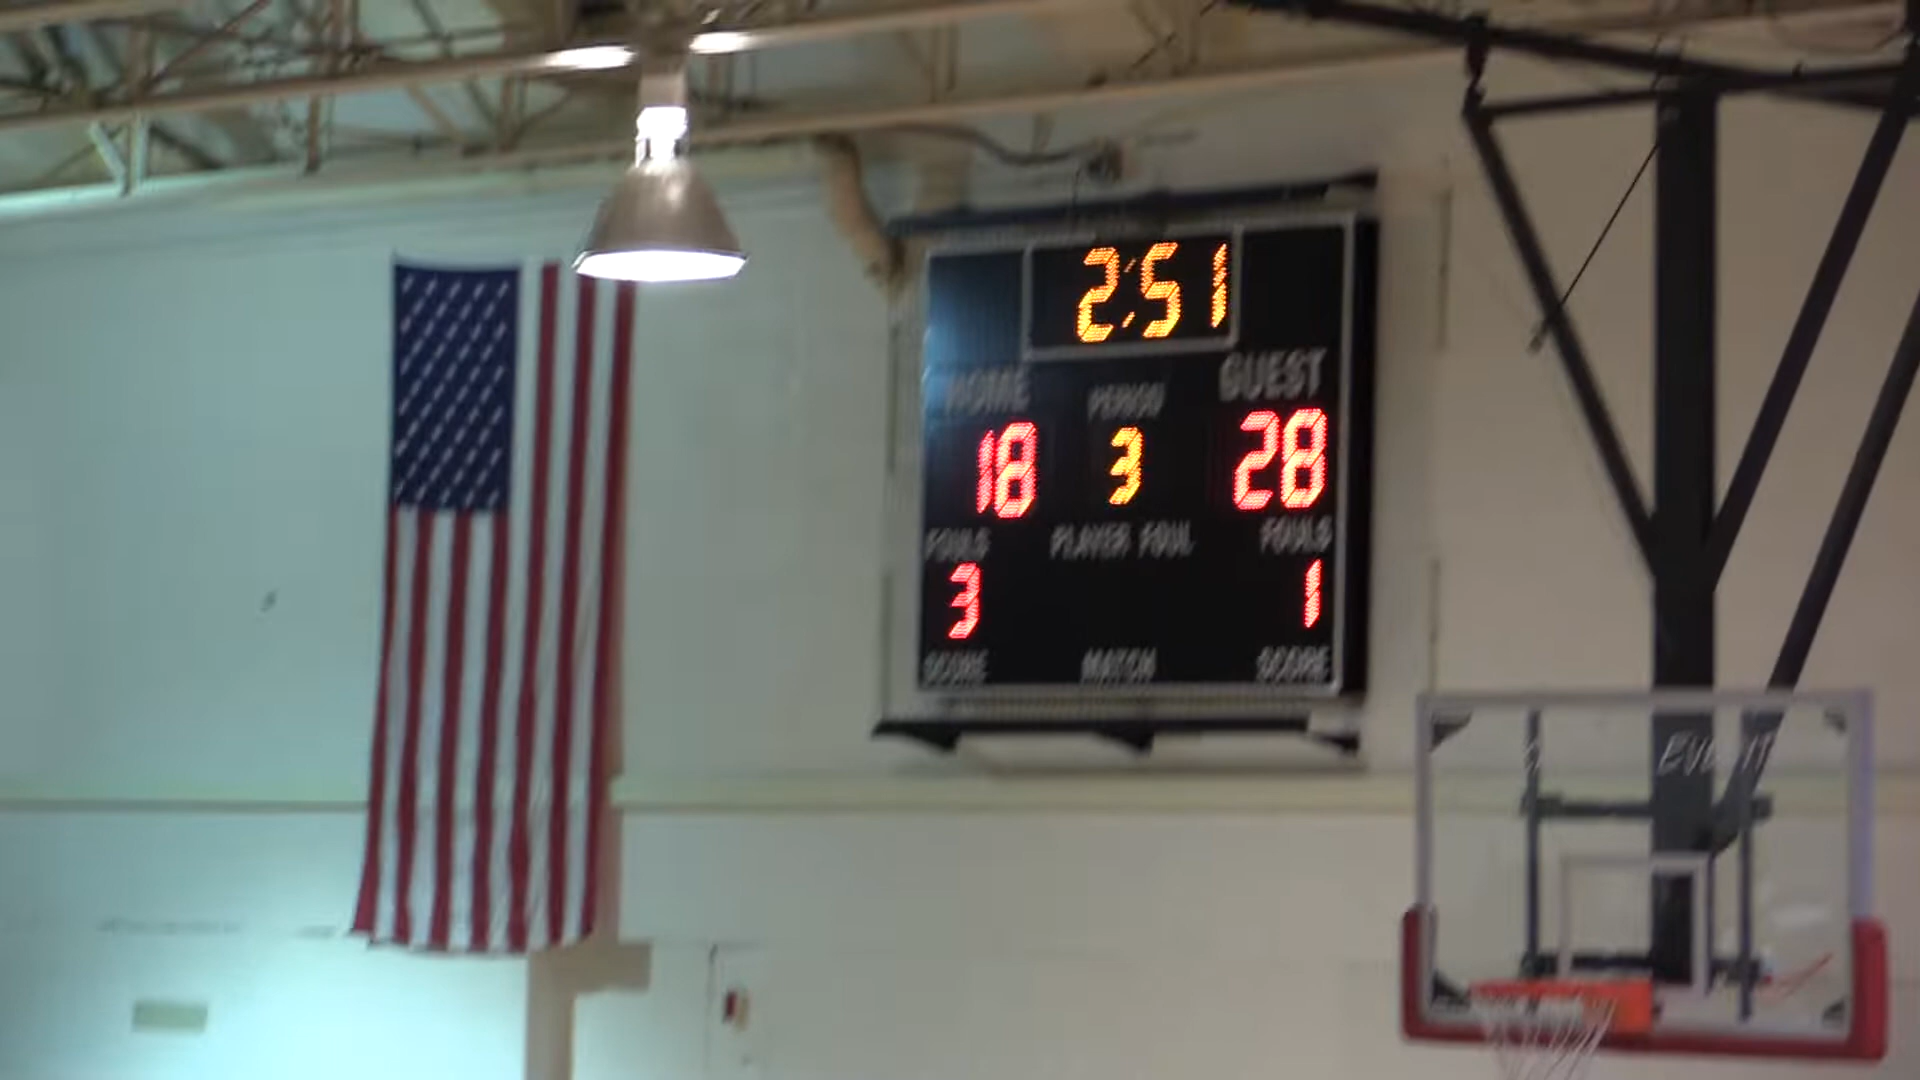 2:51
HOME PERIOD GUEST
18 3 28
FOULS PLAYER FOUL FOULS
3 1
SCORE MATCH SCORE